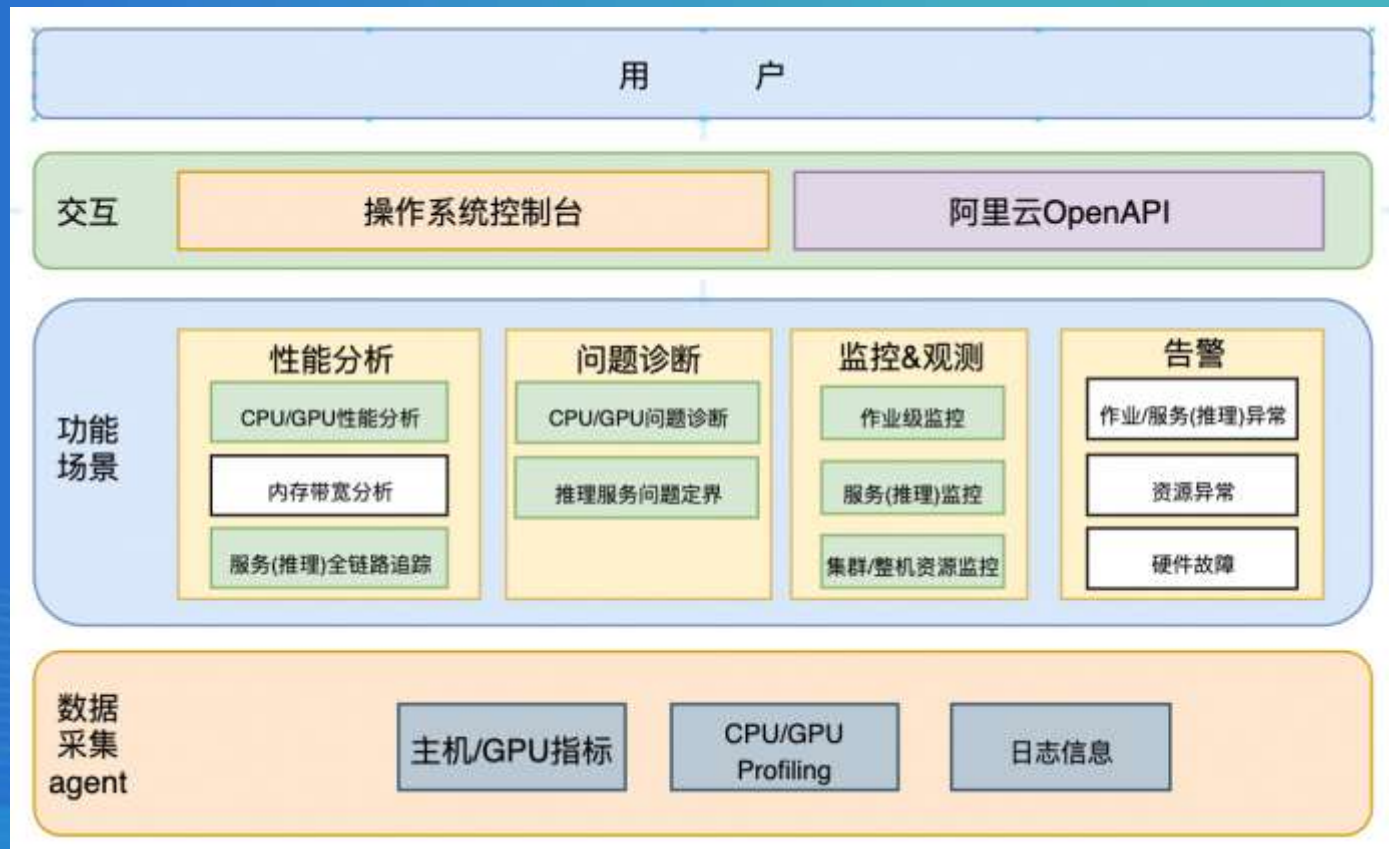 用 户
交互
操作系统控制台
阿里云OpenAPI
功能
场景
性能分析
CPU/GPU性能分析
内存带宽分析
服务(推理)全链路追踪
问题诊断
CPU/GPU问题诊断
推理服务问题定界
监控&观测
作业级监控
服务(推理)监控
集群/整机资源监控
告警
作业/服务(推理)异常
资源异常
硬件故障
数据
采集
agent
主机/GPU指标
CPU/GPU
Profiling
日志信息